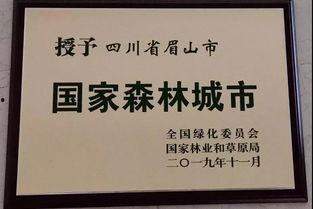 授予 四川省眉山市
国家森林城市
全国绿化委员会
国家林业和草原局
二〇一九年十一月